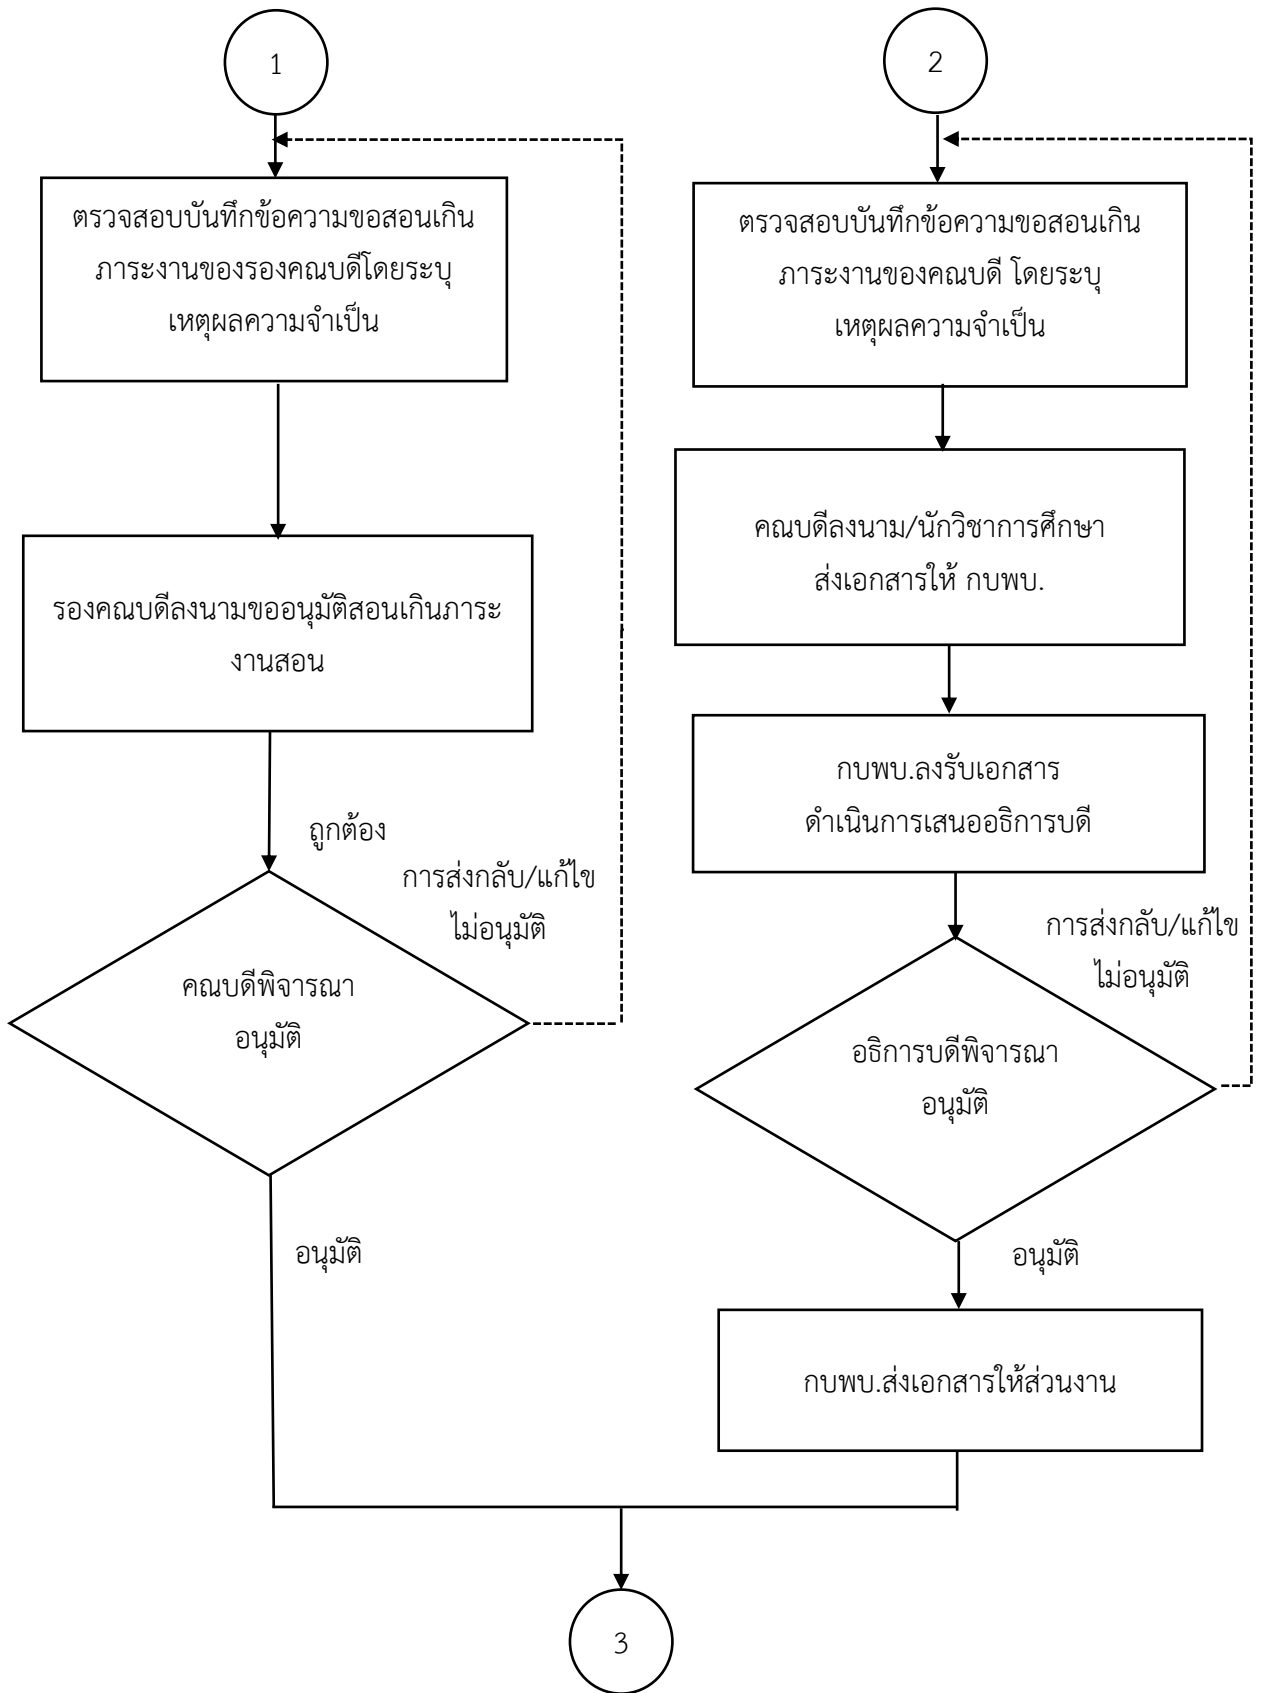 1
ตรวจสอบบันทึกข้อความขอสอนเกิน
ภาระงานของรองคณบดีโดยระบุ
เหตุผลความจำเป็น
รองคณบดีลงนามขออนุมัติสอนเกินภาระ
งานสอน
ถูกต้อง
การส่งกลับ/แก้ไข
ไม่อนุมัติ
คณบดีพิจารณา
อนุมัติ
อนุมัติ
2
ตรวจสอบบันทึกข้อความขอสอนเกิน
ภาระงานของคณบดี โดยระบุ
เหตุผลความจำเป็น
คณบดีลงนาม/นักวิชาการศึกษา
ส่งเอกสารให้ กบพบ.
กบพบ.ลงรับเอกสาร
ดำเนินการเสนออธิการบดี
การส่งกลับ/แก้ไข
ไม่อนุมัติ
อธิการบดีพิจารณา
อนุมัติ
อนุมัติ
กบพบ.ส่งเอกสารให้ส่วนงาน
3